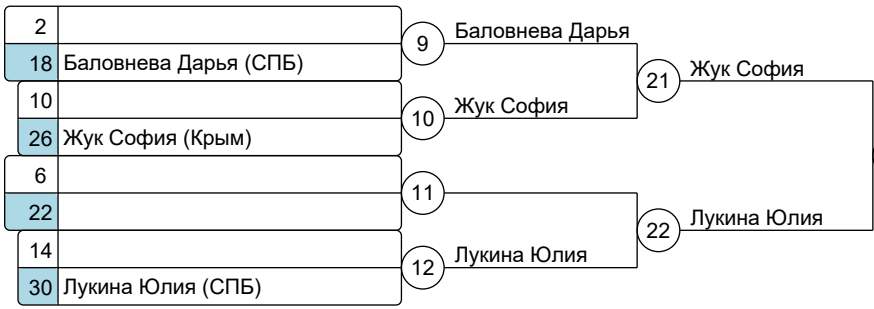 2
18 Баловнева Дарья (СПБ)
9 Баловнева Дарья
10
26 Жук София (Крым)
10 Жук София
21 Жук София
6
22
11
14
30 Лукина Юлия (СПБ)
12 Лукина Юлия
22 Лукина Юлия